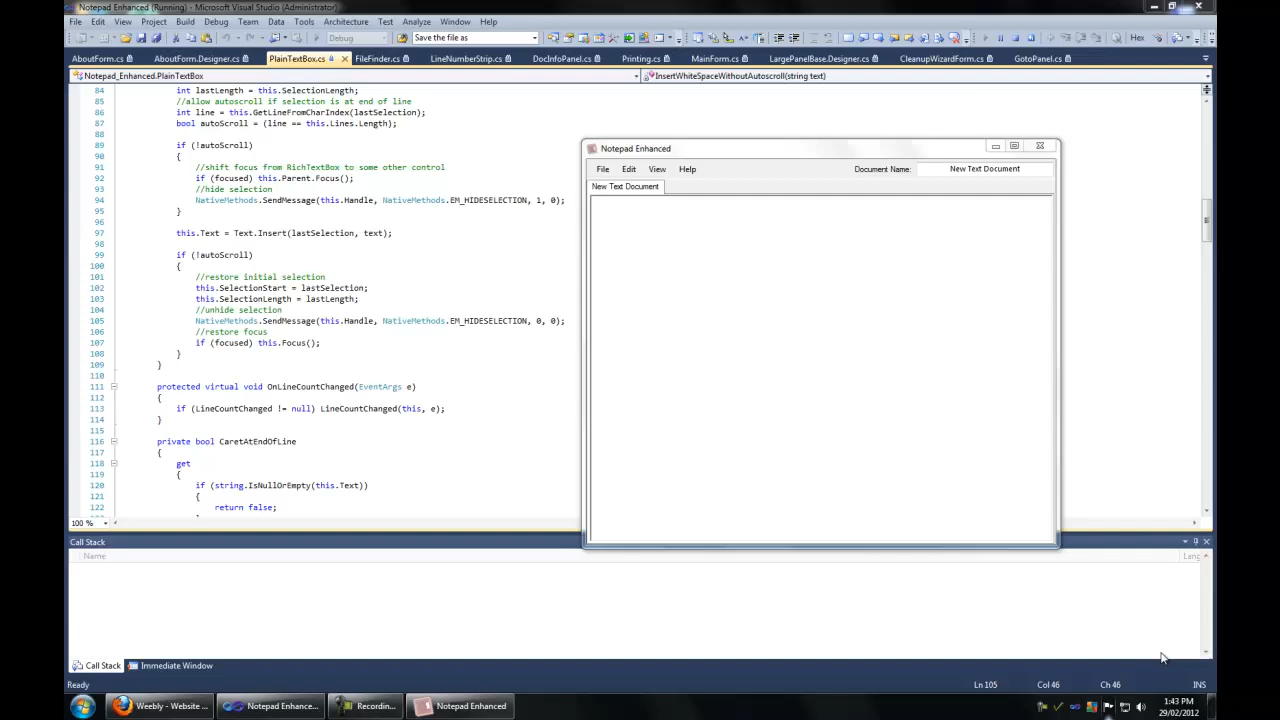 Notepad Enhanced (Running) - Microsoft Visual Studio (Administrator)
File Edit View Project Build Debug Team Data Tools Architecture Test Analyze Window Help
Debug Save the file as Hex
AboutForm.cs AboutForm.Designer.cs PlainTextBox.cs FileFinder.cs LineNumberStrip.cs DocInfoPanel.cs Printing.cs MainForm.cs LargePanelBase.Designer.cs CleanupWizardForm.cs GotoPanel.cs
Notepad_Enhanced.PlainTextBox InsertWhiteSpaceWithoutAutoscroll(string text)
84 int lastLength = this.SelectionLength;
85 //allow autoscroll if selection is at end of line
86 int line = this.GetLineFromCharIndex(lastSelection);
87 bool autoScroll = (line == this.Lines.Length);
88
89 if (!autoScroll)
90 {
91 //shift focus from RichTextBox to some other control
92 if (focused) this.Parent.Focus();
93 //hide selection
94 NativeMethods.SendMessage(this.Handle, NativeMethods.EM_HIDESELECTION, 1, 0);
95 }
96
97 this.Text = Text.Insert(lastSelection, text);
98
99 if (!autoScroll)
100 {
101 //restore initial selection
102 this.SelectionStart = lastSelection;
103 this.SelectionLength = lastLength;
104 //unhide selection
105 NativeMethods.SendMessage(this.Handle, NativeMethods.EM_HIDESELECTION, 0, 0);
106 //restore focus
107 if (focused) this.Focus();
108 }
109 }
110
111 protected virtual void OnLineCountChanged(EventArgs e)
112 {
113 if (LineCountChanged != null) LineCountChanged(this, e);
114 }
115
116 private bool CaretAtEndOfLine
117 {
118 get
119 {
120 if (string.IsNullOrEmpty(this.Text))
121 {
122 return false;
100 %
Notepad Enhanced
File Edit View Help Document Name: New Text Document
New Text Document
Call Stack
Name Lang
Call Stack Immediate Window
Ready Ln 105 Col 46 Ch 46 INS
Weebly - Website ... Notepad Enhance... Recordin... Notepad Enhanced
1:43 PM
29/02/2012